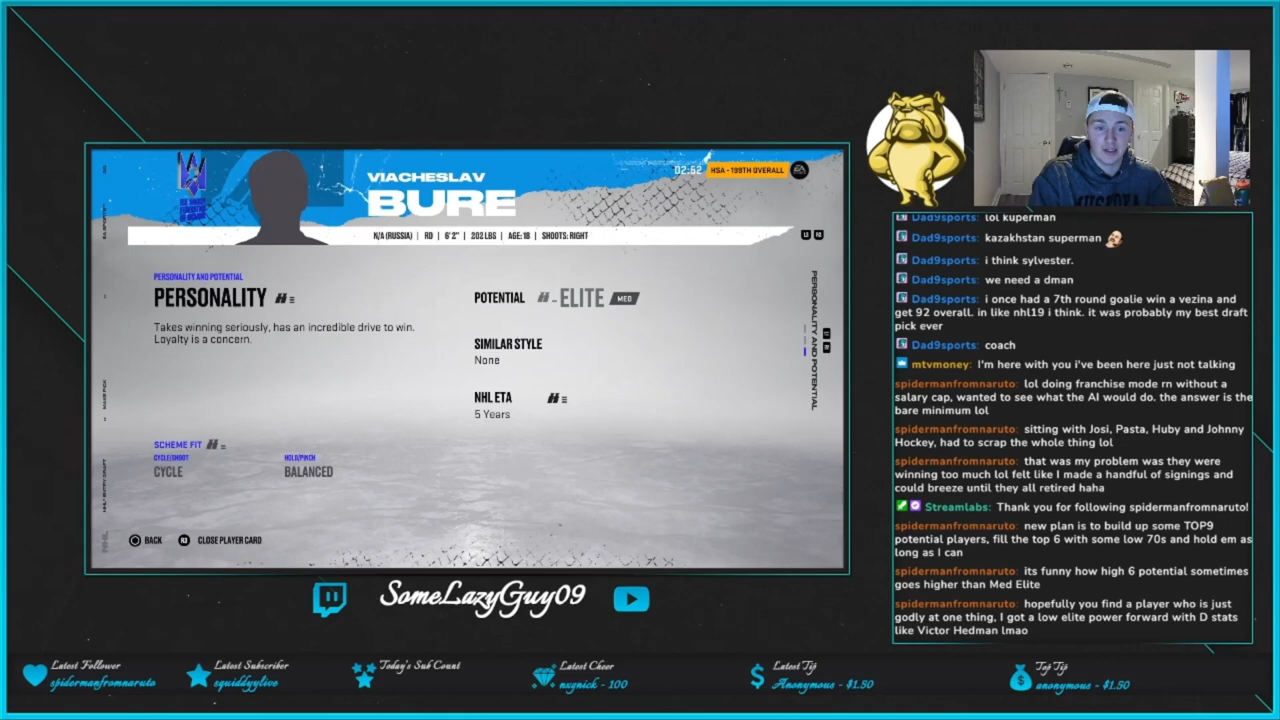 VIACHESLAV
BURE
02:52
HSA - 199TH OVERALL
N/A (RUSSIA) | RD | 6' 2" | 202 LBS | AGE: 18 | SHOOTS: RIGHT
PERSONALITY AND POTENTIAL
PERSONALITY
Takes winning seriously, has an incredible drive to win.
Loyalty is a concern.
POTENTIAL
ELITE MED
SIMILAR STYLE
None
NHL ETA
5 Years
SCHEME FIT
CYCLE/SHOOT
CYCLE
HOLD/PINCH
BALANCED
PERSONALITY AND POTENTIAL
BACK
CLOSE PLAYER CARD
SomeLazyGuy09
Dad9sports: lol kuperman
Dad9sports: kazakhstan superman
Dad9sports: i think sylvester.
Dad9sports: we need a dman
Dad9sports: i once had a 7th round goalie win a vezina and
get 92 overall. in like nhl19 i think. it was probably my best draft
pick ever
Dad9sports: coach
mtvmoney: I'm here with you i've been here just not talking
spidermanfromnaruto: lol doing franchise mode rn without a
salary cap, wanted to see what the AI would do. the answer is the
bare minimum lol
spidermanfromnaruto: sitting with Josi, Pasta, Huby and Johnny
Hockey, had to scrap the whole thing lol
spidermanfromnaruto: that was my problem was they were
winning too much lol felt like I made a handful of signings and
could breeze until they all retired haha
Streamlabs: Thank you for following spidermanfromnaruto!
spidermanfromnaruto: new plan is to build up some TOP9
potential players, fill the top 6 with some low 70s and hold em as
long as I can
spidermanfromnaruto: its funny how high 6 potential sometimes
goes higher than Med Elite
spidermanfromnaruto: hopefully you find a player who is just
godly at one thing, I got a low elite power forward with D stats
like Victor Hedman lmao
Latest Follower
spidermanfromnaruto
Latest Subscriber
squiddyylive
Today's Sub Count
Latest Cheer
nxgnick - 100
Latest Tip
Anonymous - $1.50
Top Tip
anonymous - $1.50